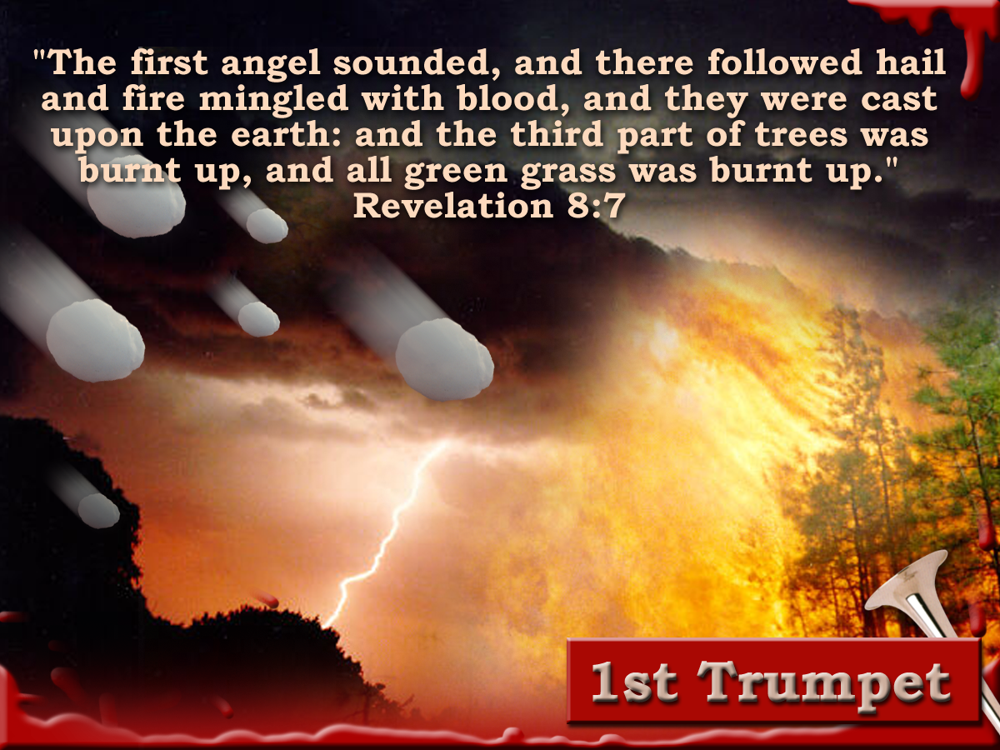 "The first angel sounded, and there followed hail
and fire mingled with blood, and they were cast
upon the earth: and the third part of trees was
burnt up, and all green grass was burnt up."
Revelation 8:7
1st Trumpet